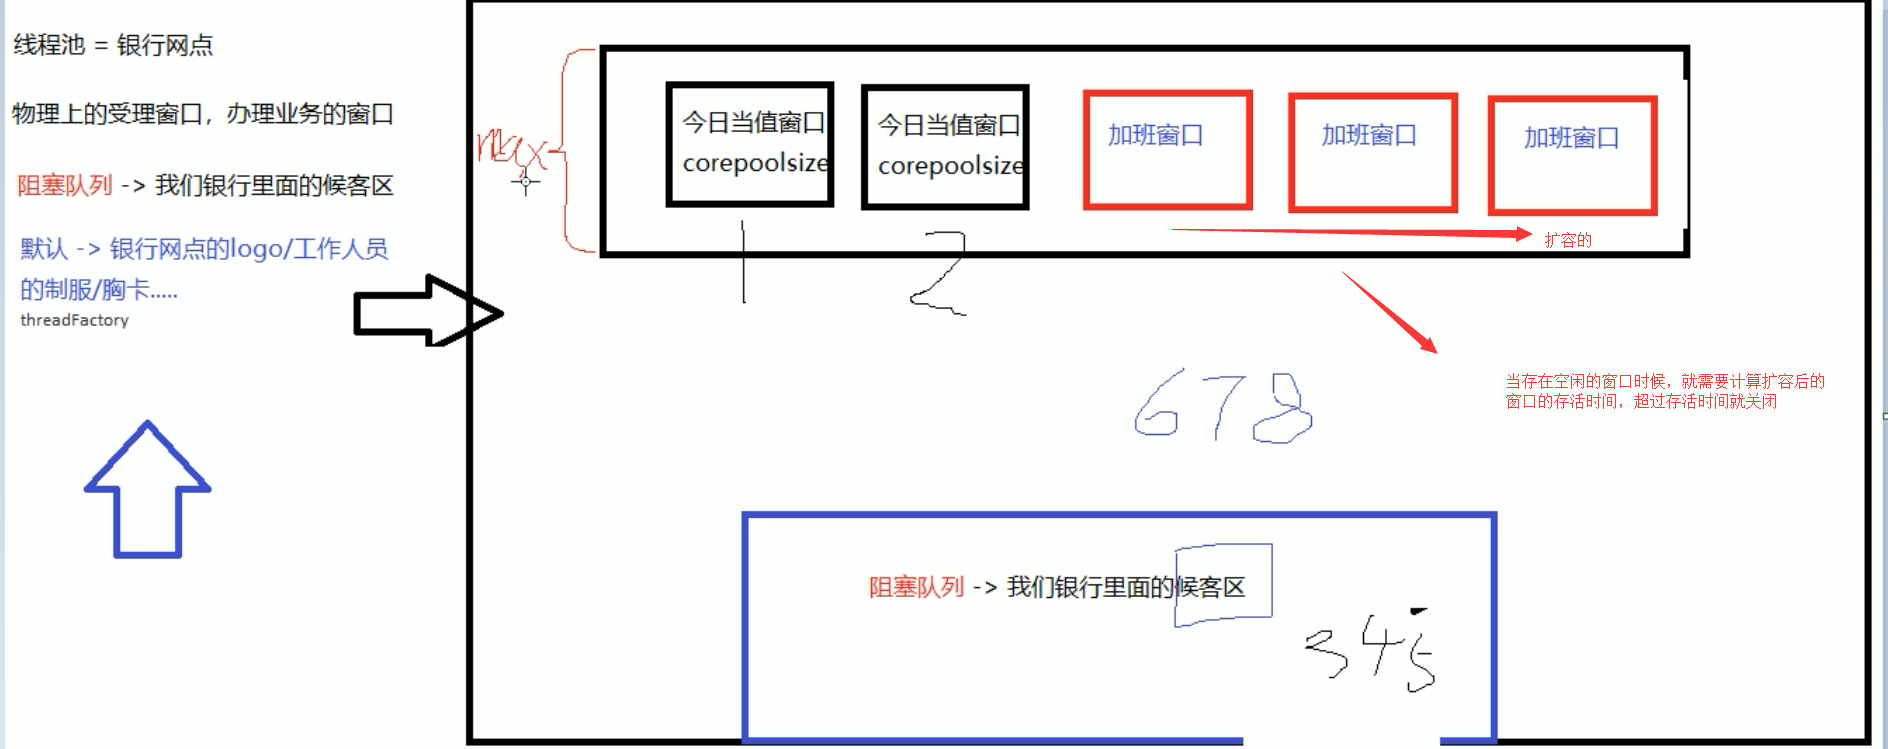 线程池 = 银行网点
物理上的受理窗口，办理业务的窗口
阻塞队列 -> 我们银行里面的候客区
默认 -> 银行网点的logo/工作人员
的制服/胸卡.....
threadFactory
max
今日当值窗口
corepoolsize
今日当值窗口
corepoolsize
加班窗口
加班窗口
加班窗口
扩容的
1
2
当存在空闲的窗口时候，就需要计算扩容后的
窗口的存活时间，超过存活时间就关闭
6 7 8
阻塞队列 -> 我们银行里面的候客区
3 4 5